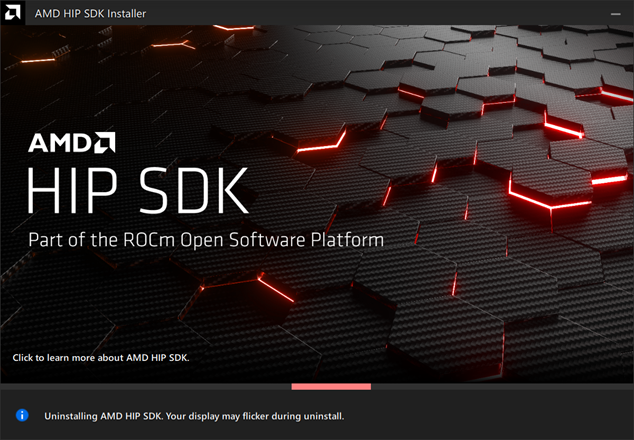 AMD HIP SDK Installer
AMD
HIP SDK
Part of the ROCm Open Software Platform
Click to learn more about AMD HIP SDK.
Uninstalling AMD HIP SDK. Your display may flicker during uninstall.